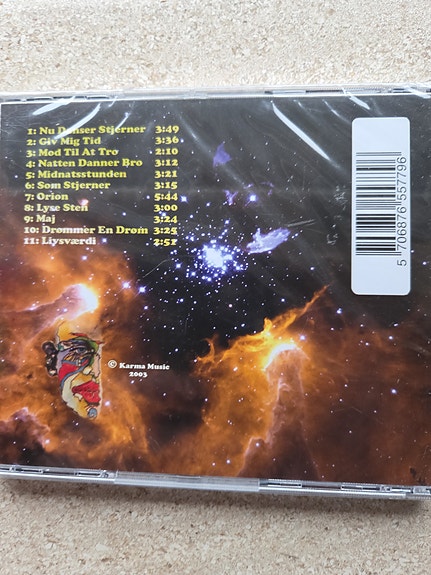 1: Nu Danser Stjerner 3:49
2: Giv Mig Tid 3:36
3: Mod Til At Trø 2:10
4: Natten Danner Bro 3:12
5: Midnatsstunden 3:21
6: Som Stjerner 3:15
7: Orion 5:44
8: Lyse Sten 3:00
9: Maj 3:24
10: Drømmer En Drøm 3:25
11: Liysværdi 2:51
© Karma Music
2003
5 706876 557796